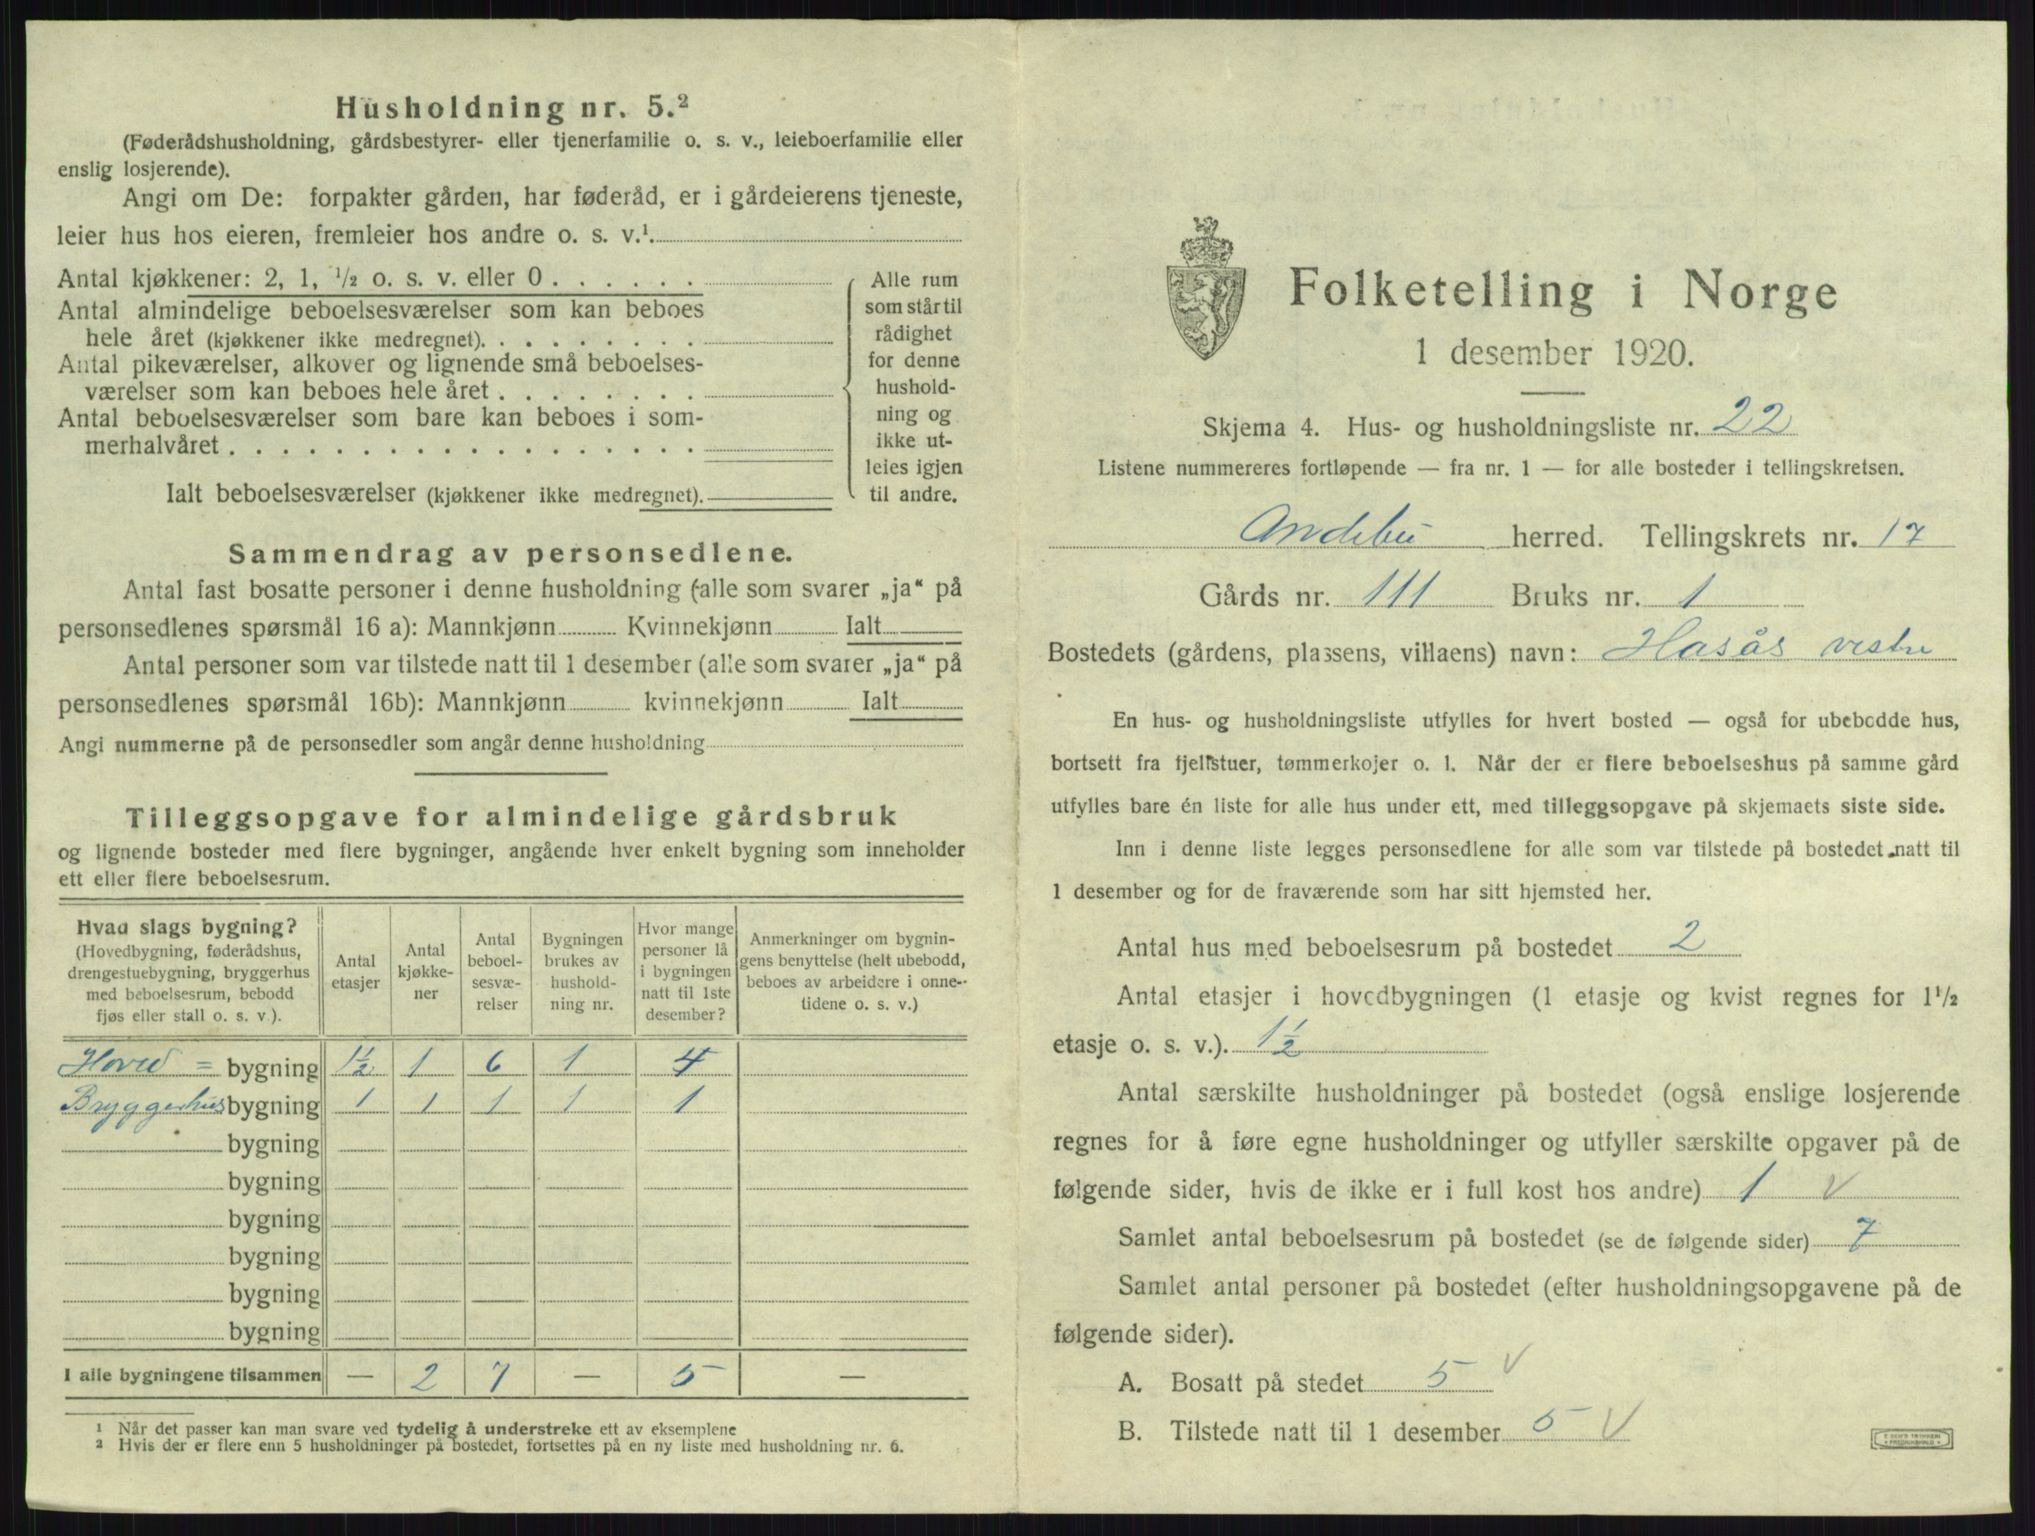 Husholdning nr. 5.²
(Føderådshusholdning, gårdsbestyrer- eller tjenerfamilie o. s. v., leieboerfamilie eller
enslig losjerende).
Angi om De: forpakter gården, har føderåd, er i gårdeierens tjeneste,
leier hus hos eieren, fremleier hos andre o. s. v.¹
Antal kjøkkener: 2, 1, ¹/₂ o. s. v. eller 0
Antal almindelige beboelsesværelser som kan beboes
hele året (kjøkkener ikke medregnet)
Antal pikeværelser, alkover og lignende små beboelses-
værelser som kan beboes hele året
Antal beboelsesværelser som bare kan beboes i som-
merhalvåret
Ialt beboelsesværelser (kjøkkener ikke medregnet)
Alle rum
som står til
rådighet
for denne
hushold-
ning og
ikke ut-
leies igjen
til andre.
Sammendrag av personsedlene.
Antal fast bosatte personer i denne husholdning (alle som svarer „ja“ på
personsedlenes spørsmål 16 a): Mannkjønn Kvinnekjønn Ialt
Antal personer som var tilstede natt til 1 desember (alle som svarer „ja“ på
personsedlenes spørsmål 16b): Mannkjønn kvinnekjønn Ialt
Angi nummerne på de personsedler som angår denne husholdning
Tilleggsopgave for almindelige gårdsbruk
og lignende bosteder med flere bygninger, angående hver enkelt bygning som inneholder
ett eller flere beboelsesrum.
Hvad slags bygning?
(Hovedbygning, føderådshus,
drengestuebygning, bryggerhus
med beboelsesrum, bebodd
fjøs eller stall o. s. v.).
Antal
etasjer
Antal
kjøkke-
ner
Antal
beboel-
sesvæ-
relser
Bygningen
brukes av
hushold-
ning nr.
Hvor mange
personer lå
i bygningen
natt til 1ste
desember?
Anmerkninger om bygnin-
gens benyttelse (helt ubebodd,
beboes av arbeidere i onne-
tidene o. s. v.)
Hoved = bygning 1½ 1 6 1 4
Bryggerhus bygning 1 1 1 1 1
bygning
bygning
bygning
bygning
bygning
bygning
I alle bygningene tilsammen — 2 7 — 5 —
¹ Når det passer kan man svare ved tydelig å understreke ett av eksemplene
² Hvis der er flere enn 5 husholdninger på bostedet, fortsettes på en ny liste med husholdning nr. 6.
Folketelling i Norge
1 desember 1920.
Skjema 4. Hus- og husholdningsliste nr. 22
Listene nummereres fortløpende — fra nr. 1 — for alle bosteder i tellingskretsen.
Andebu herred. Tellingskrets nr. 17
Gårds nr. 111 Bruks nr. 1
Bostedets (gårdens, plassens, villaens) navn: Hasås vestre
En hus- og husholdningsliste utfylles for hvert bosted — også for ubebodde hus,
bortsett fra fjellstuer, tømmerkojer o. l. Når der er flere beboelseshus på samme gård
utfylles bare én liste for alle hus under ett, med tilleggsopgave på skjemaets siste side.
Inn i denne liste legges personsedlene for alle som var tilstede på bostedet natt til
1 desember og for de fraværende som har sitt hjemsted her.
Antal hus med beboelsesrum på bostedet 2
Antal etasjer i hovedbygningen (1 etasje og kvist regnes for 1¹/₂
etasje o. s. v.). 1½
Antal særskilte husholdninger på bostedet (også enslige losjerende
regnes for å føre egne husholdninger og utfyller særskilte opgaver på de
følgende sider, hvis de ikke er i full kost hos andre) 1 V
Samlet antal beboelsesrum på bostedet (se de følgende sider) 7
Samlet antal personer på bostedet (efter husholdningsopgavene på de
følgende sider).
A. Bosatt på stedet 5 V
B. Tilstede natt til 1 desember 5 V